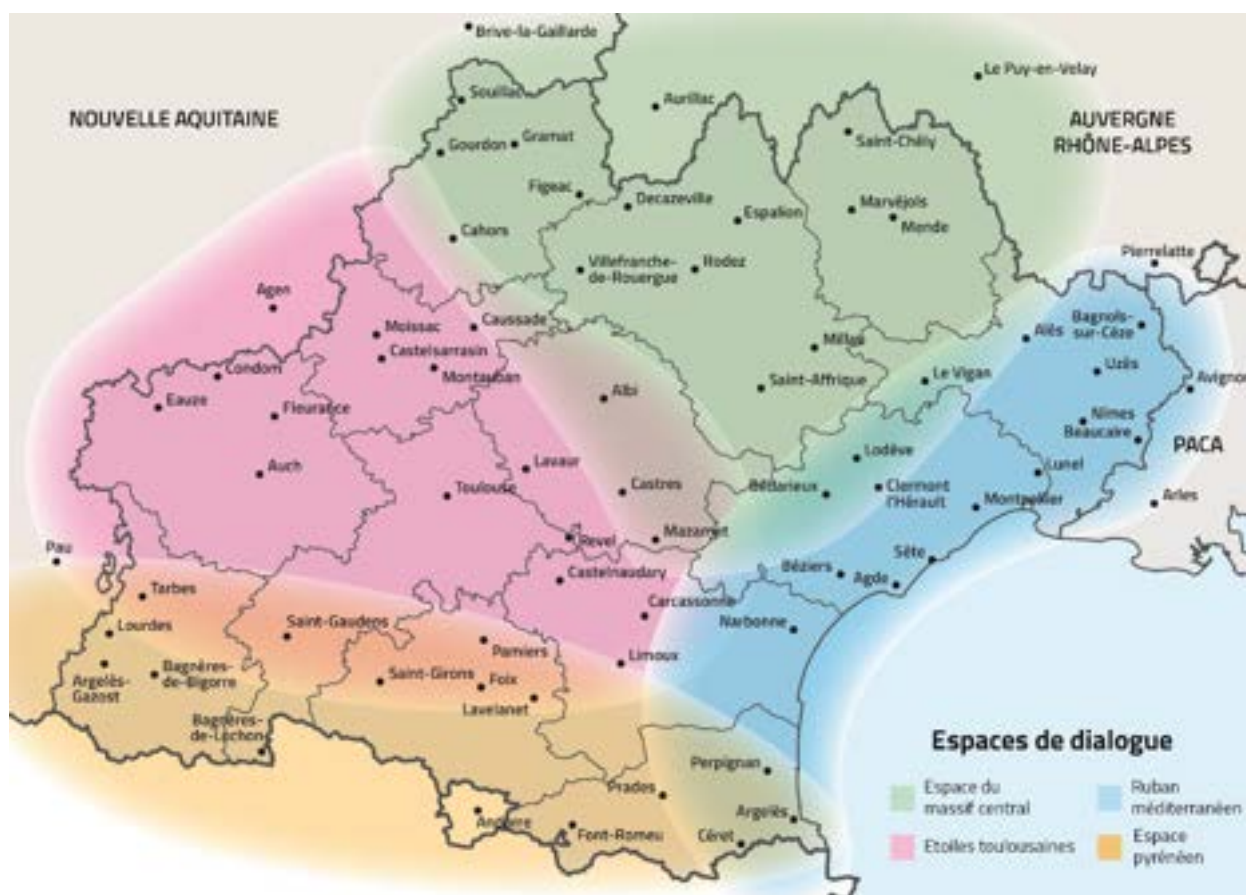 Brive-la-Gaillarde
Le Puy-en-Velay
Souillac
Aurillac
NOUVELLE AQUITAINE
AUVERGNE
RHÔNE-ALPES
Gourdon
Gramat
Saint-Chilly
Figeac
Decazeville
Espalion
Marvéjols
Mende
Cahors
Villefranche-
de-Rouergue
Rodez
Pierrelatte
Agen
Moissac
Caussade
Castelsarrasin
Montauban
Millau
Alès
Bagnols-
sur-Cèze
Condom
Eauze
Fleurance
Albi
Saint-Affrique
Le Vigan
Uzès
Avignon
Nîmes
Beaucaire
PACA
Auch
Lavaur
Toulouse
Castres
Lodève
Bédarieux
Clermont
l'Hérault
Lunel
Montpellier
Arles
Mazamet
Revel
Pau
Castelnaudary
Béziers
Sète
Agde
Tarbes
Carcassonne
Narbonne
Lourdes
Saint-Gaudens
Pamiers
Limoux
Argelès-
Gazost
Bagnères-
de-Bigorre
Saint-Girons
Foix
Lavelanet
Bagnères-
de-Luchon
Perpignan
Prades
Andorre
Font-Romeu
Argelès
Céret
Espaces de dialogue
Espace du
massif central
Ruban
méditerranéen
Etoiles toulousaines
Espace
pyrénéen